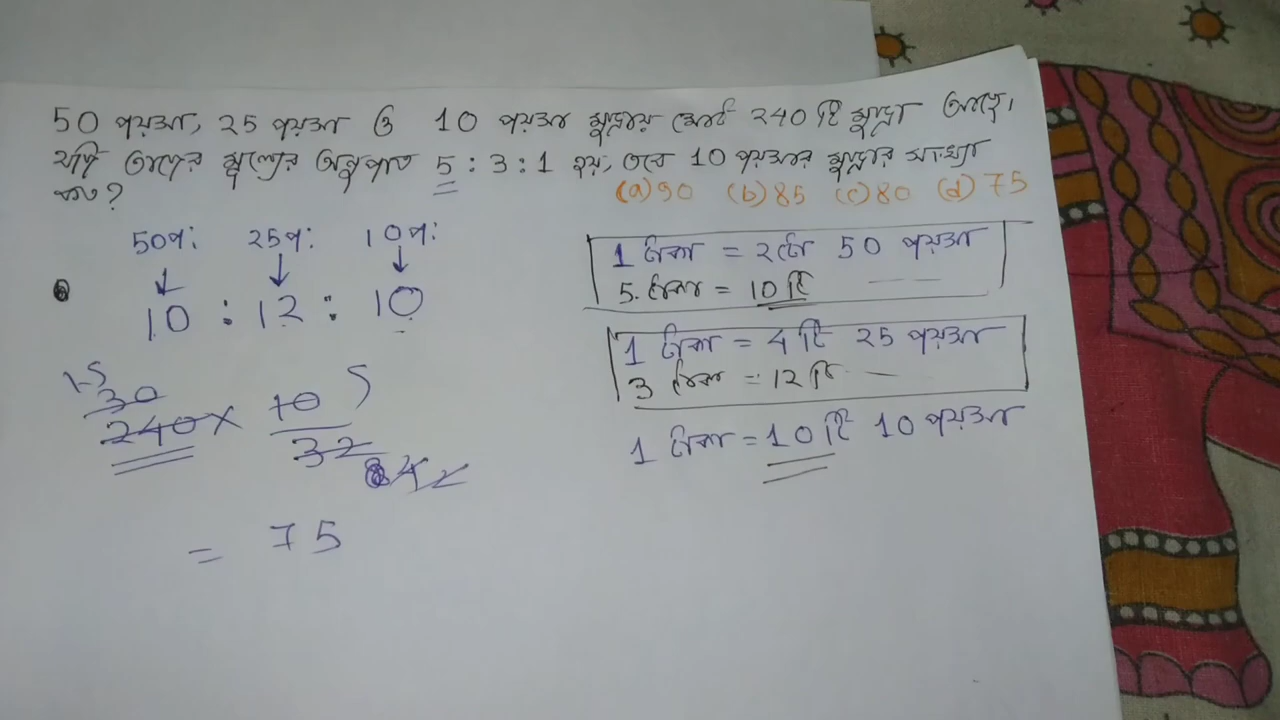 50 পয়সা, 25 পয়সা ও 10 পয়সার মুদ্রায় মোট 240 টি মুদ্রা আছে।
যদি তাদের মূল্যের অনুপাত 5 : 3 : 1 হয়, তবে 10 পয়সার মুদ্রার সংখ্যা
কত?
(a) 90 (b) 85 (c) 80 (d) 75
50প: 25প: 10প:
10 : 12 : 10
1 টাকা = 2টো 50 পয়সা
5 টাকা = 10 টি
1 টাকা = 4 টি 25 পয়সা
3 টাকা = 12 টি
1 টাকা = 10 টি 10 পয়সা
15
30 5
240 × 10
32
4 2
= 75